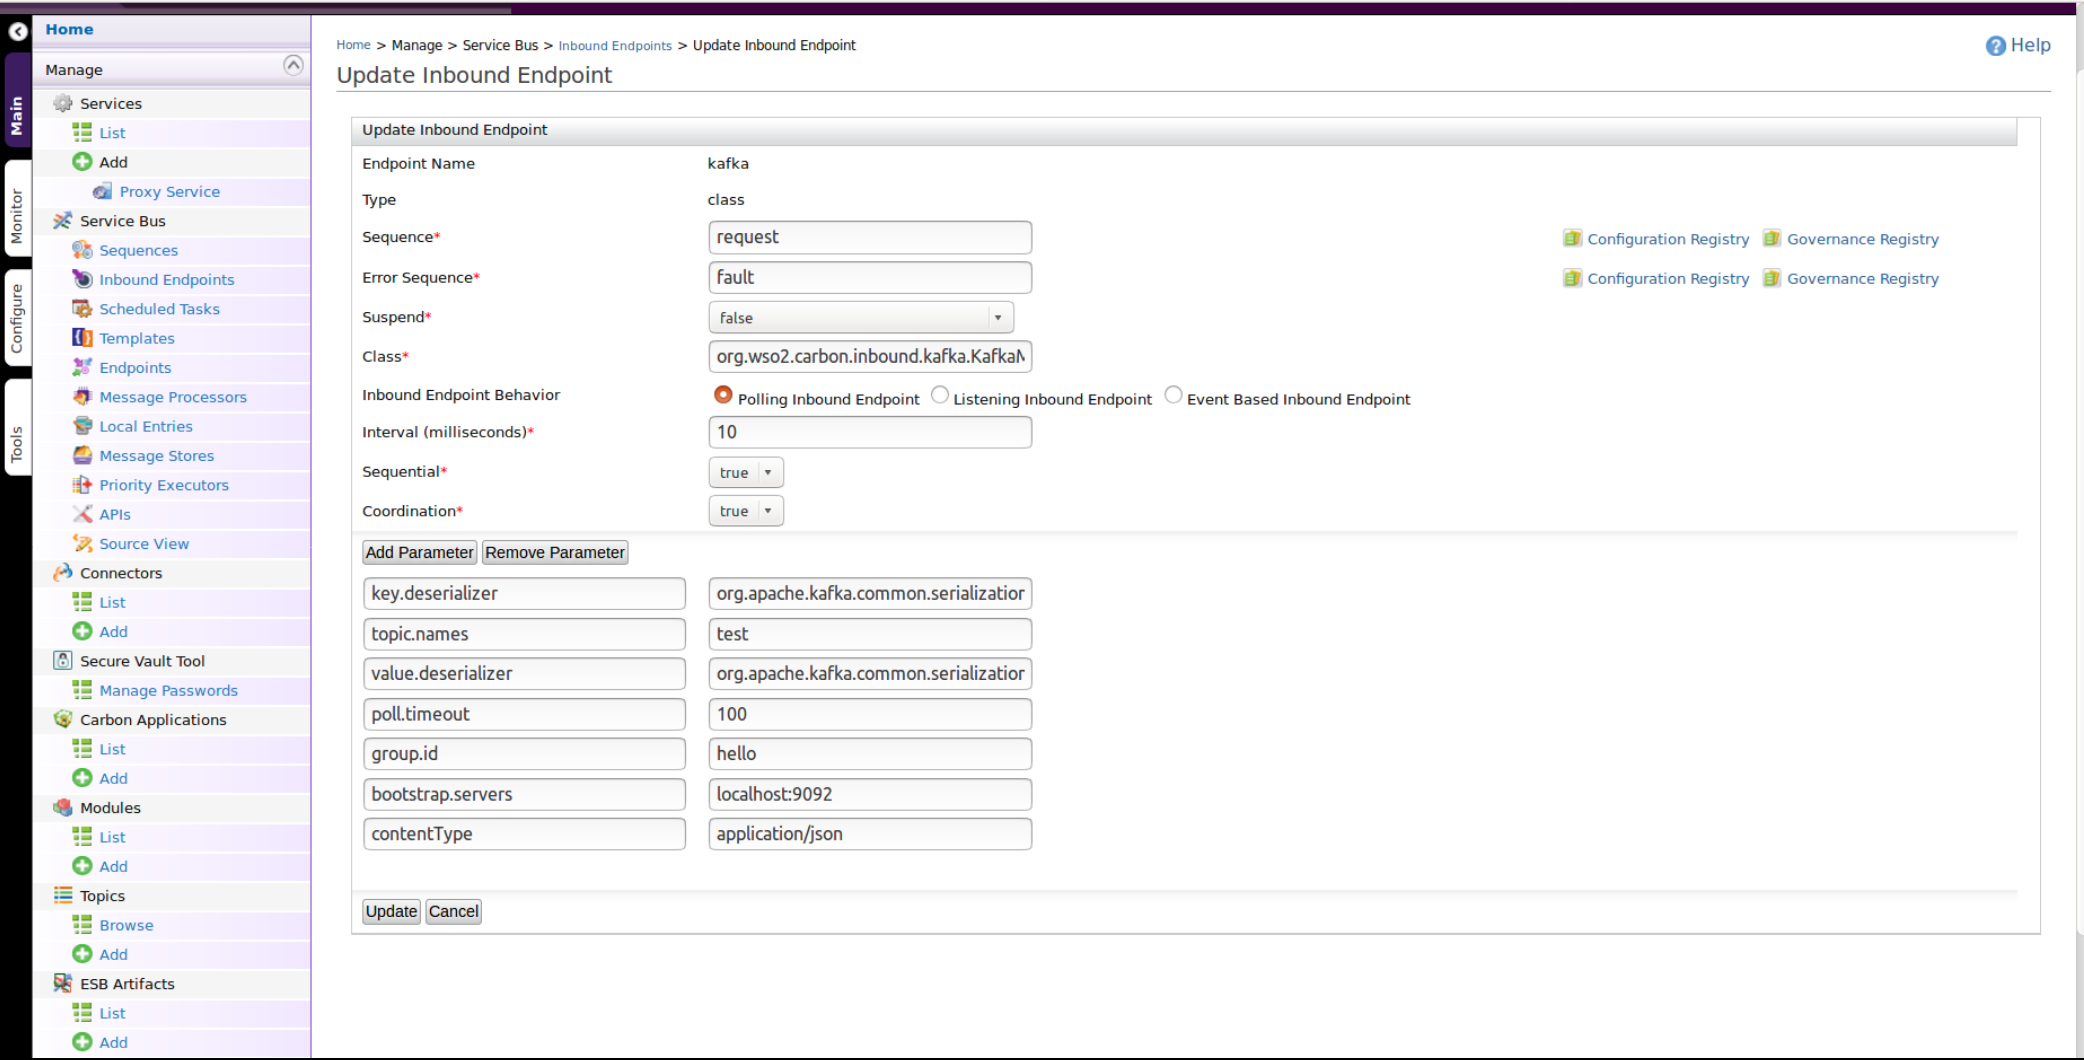 Main
Monitor
Configure
Tools
Home
Manage
Services
List
Add
Proxy Service
Service Bus
Sequences
Inbound Endpoints
Scheduled Tasks
Templates
Endpoints
Message Processors
Local Entries
Message Stores
Priority Executors
APIs
Source View
Connectors
List
Add
Secure Vault Tool
Manage Passwords
Carbon Applications
List
Add
Modules
List
Add
Topics
Browse
Add
ESB Artifacts
List
Add
Home > Manage > Service Bus > Inbound Endpoints > Update Inbound Endpoint
Help
Update Inbound Endpoint
Update Inbound Endpoint
Endpoint Name kafka
Type class
Sequence* request Configuration Registry Governance Registry
Error Sequence* fault Configuration Registry Governance Registry
Suspend* false
Class* org.wso2.carbon.inbound.kafka.KafkaM
Inbound Endpoint Behavior Polling Inbound Endpoint Listening Inbound Endpoint Event Based Inbound Endpoint
Interval (milliseconds)* 10
Sequential* true
Coordination* true
Add Parameter Remove Parameter
key.deserializer org.apache.kafka.common.serialization
topic.names test
value.deserializer org.apache.kafka.common.serialization
poll.timeout 100
group.id hello
bootstrap.servers localhost:9092
contentType application/json
Update Cancel